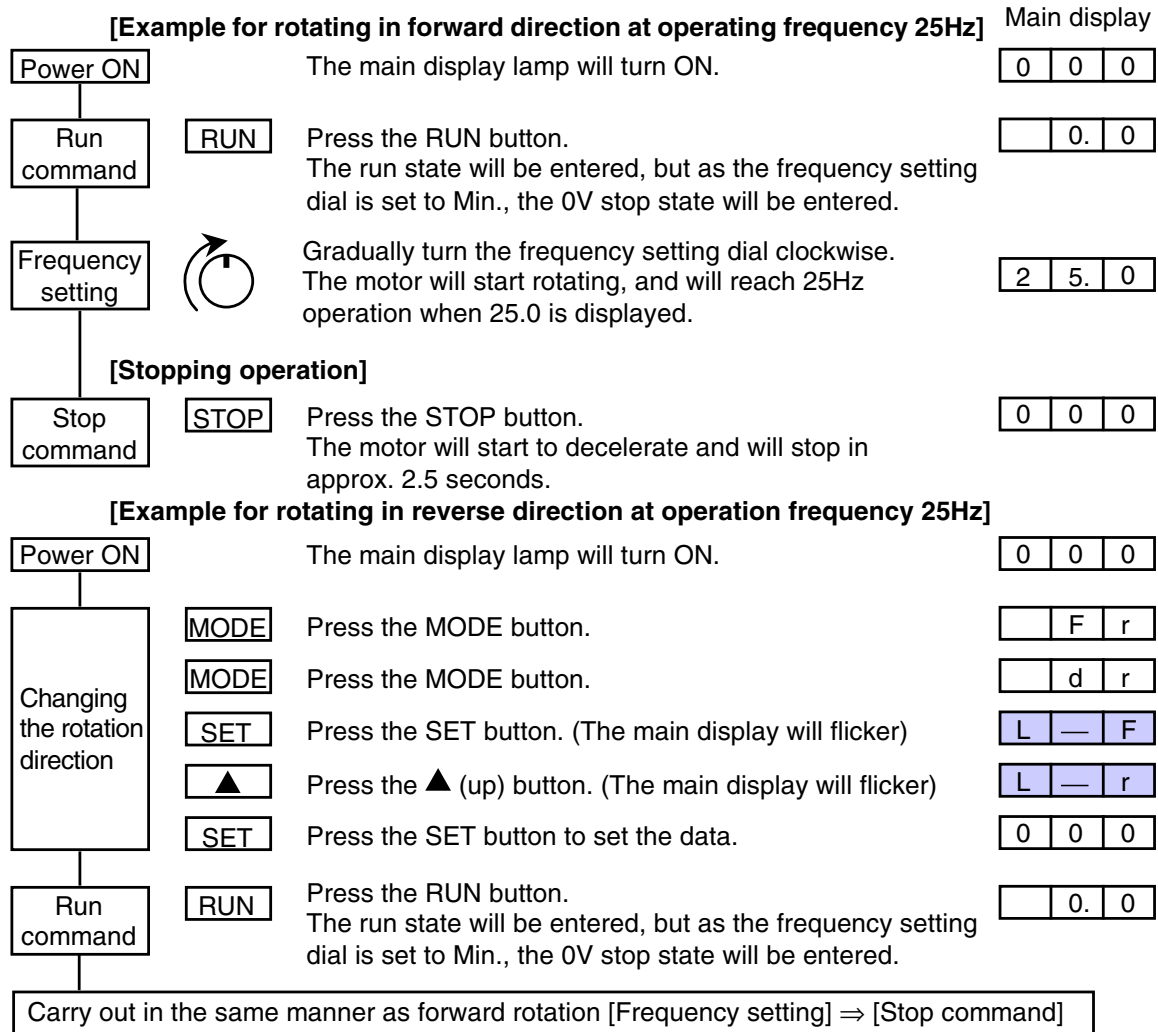 [Example for rotating in forward direction at operating frequency 25Hz] Main display
Power ON The main display lamp will turn ON. 0 0 0
Run command RUN Press the RUN button. 0. 0
The run state will be entered, but as the frequency setting
dial is set to Min., the 0V stop state will be entered.
Frequency setting Gradually turn the frequency setting dial clockwise.
The motor will start rotating, and will reach 25Hz 2 5. 0
operation when 25.0 is displayed.
[Stopping operation]
Stop command STOP Press the STOP button. 0 0 0
The motor will start to decelerate and will stop in
approx. 2.5 seconds.
[Example for rotating in reverse direction at operation frequency 25Hz]
Power ON The main display lamp will turn ON. 0 0 0
Changing
the rotation
direction
MODE Press the MODE button. F r
MODE Press the MODE button. d r
SET Press the SET button. (The main display will flicker) L — F
▲ Press the ▲ (up) button. (The main display will flicker) L — r
SET Press the SET button to set the data. 0 0 0
Run command RUN Press the RUN button. 0. 0
The run state will be entered, but as the frequency setting
dial is set to Min., the 0V stop state will be entered.
Carry out in the same manner as forward rotation [Frequency setting] ⇒ [Stop command]